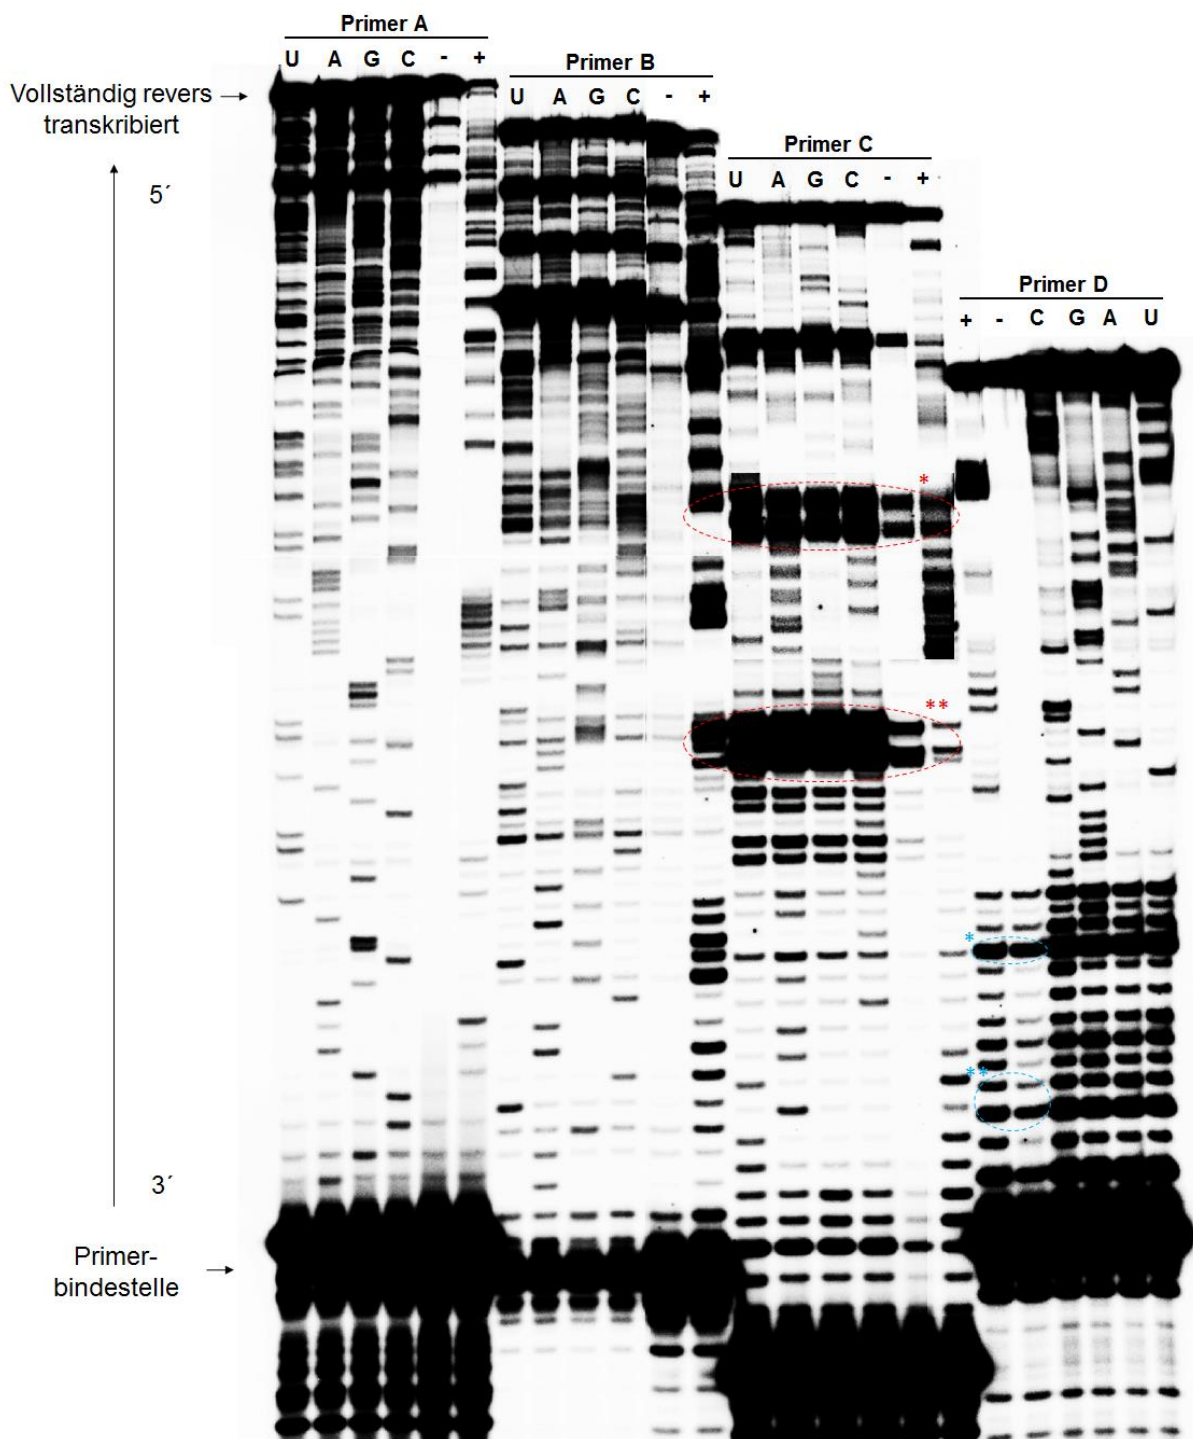 Primer A
U A G C - +
Primer B
U A G C - +
Primer C
U A G C - +
Primer D
+ - C G A U
Vollständig revers
transkribiert
5´
*
**
*
**
3´
Primer-
bindestelle